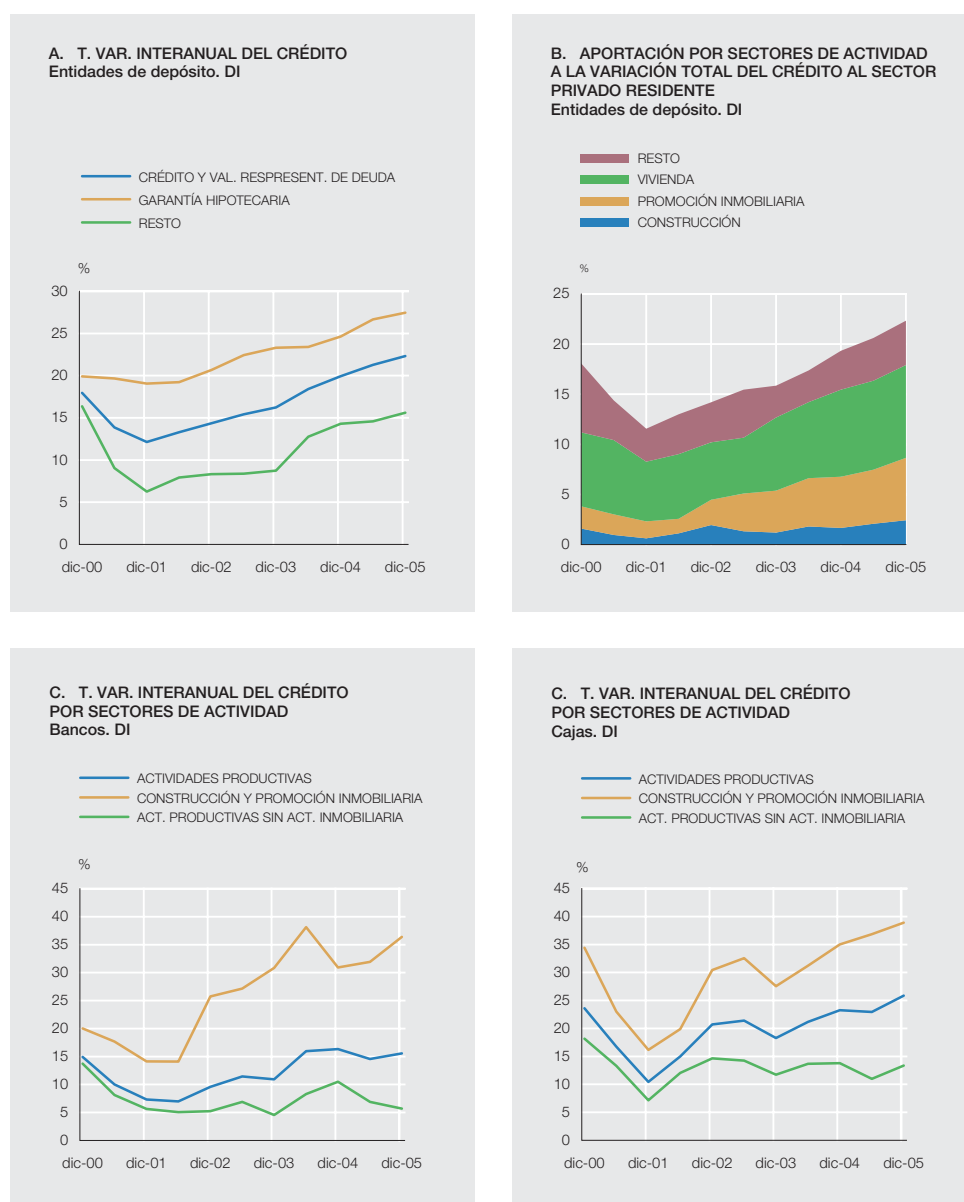 A. T. VAR. INTERANUAL DEL CRÉDITO
Entidades de depósito. DI
CRÉDITO Y VAL. RESPRESENT. DE DEUDA
GARANTÍA HIPOTECARIA
RESTO
%
30
25
20
15
10
5
0
dic-00 dic-01 dic-02 dic-03 dic-04 dic-05
B. APORTACIÓN POR SECTORES DE ACTIVIDAD
A LA VARIACIÓN TOTAL DEL CRÉDITO AL SECTOR
PRIVADO RESIDENTE
Entidades de depósito. DI
RESTO
VIVIENDA
PROMOCIÓN INMOBILIARIA
CONSTRUCCIÓN
%
25
20
15
10
5
0
dic-00 dic-01 dic-02 dic-03 dic-04 dic-05
C. T. VAR. INTERANUAL DEL CRÉDITO
POR SECTORES DE ACTIVIDAD
Bancos. DI
ACTIVIDADES PRODUCTIVAS
CONSTRUCCIÓN Y PROMOCIÓN INMOBILIARIA
ACT. PRODUCTIVAS SIN ACT. INMOBILIARIA
%
45
40
35
30
25
20
15
10
5
0
dic-00 dic-01 dic-02 dic-03 dic-04 dic-05
C. T. VAR. INTERANUAL DEL CRÉDITO
POR SECTORES DE ACTIVIDAD
Cajas. DI
ACTIVIDADES PRODUCTIVAS
CONSTRUCCIÓN Y PROMOCIÓN INMOBILIARIA
ACT. PRODUCTIVAS SIN ACT. INMOBILIARIA
%
45
40
35
30
25
20
15
10
5
0
dic-00 dic-01 dic-02 dic-03 dic-04 dic-05